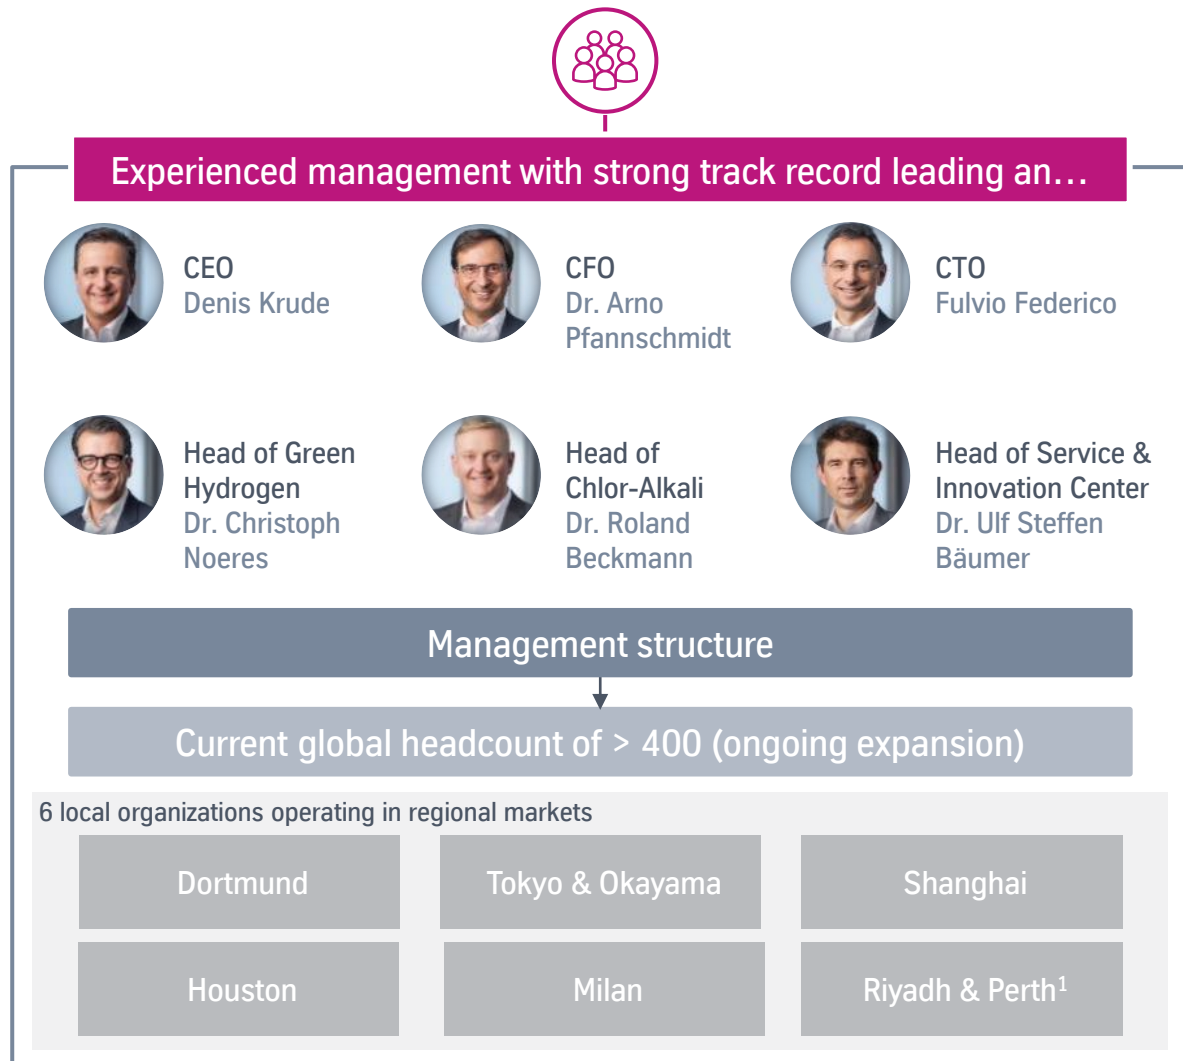 Experienced management with strong track record leading an…
CEO
Denis Krude
CFO
Dr. Arno
Pfannschmidt
CTO
Fulvio Federico
Head of Green
Hydrogen
Dr. Christoph
Noeres
Head of
Chlor-Alkali
Dr. Roland
Beckmann
Head of Service &
Innovation Center
Dr. Ulf Steffen
Bäumer
Management structure
Current global headcount of > 400 (ongoing expansion)
6 local organizations operating in regional markets
Dortmund
Tokyo & Okayama
Shanghai
Houston
Milan
Riyadh & Perth¹